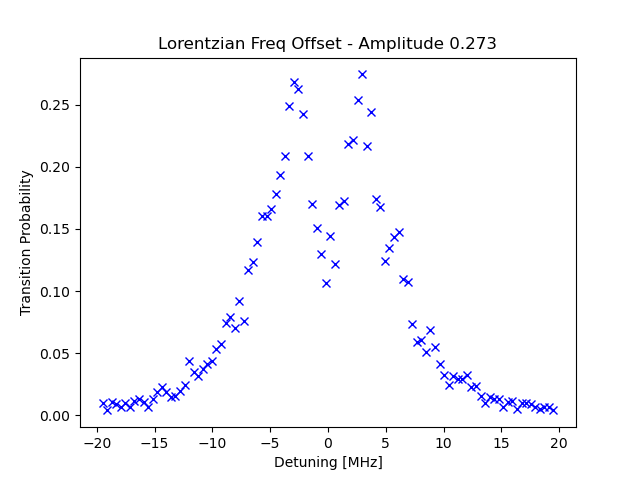 Lorentzian Freq Offset - Amplitude 0.273
Transition Probability
0.25
0.20
0.15
0.10
0.05
0.00
−20 −15 −10 −5 0 5 10 15 20
Detuning [MHz]